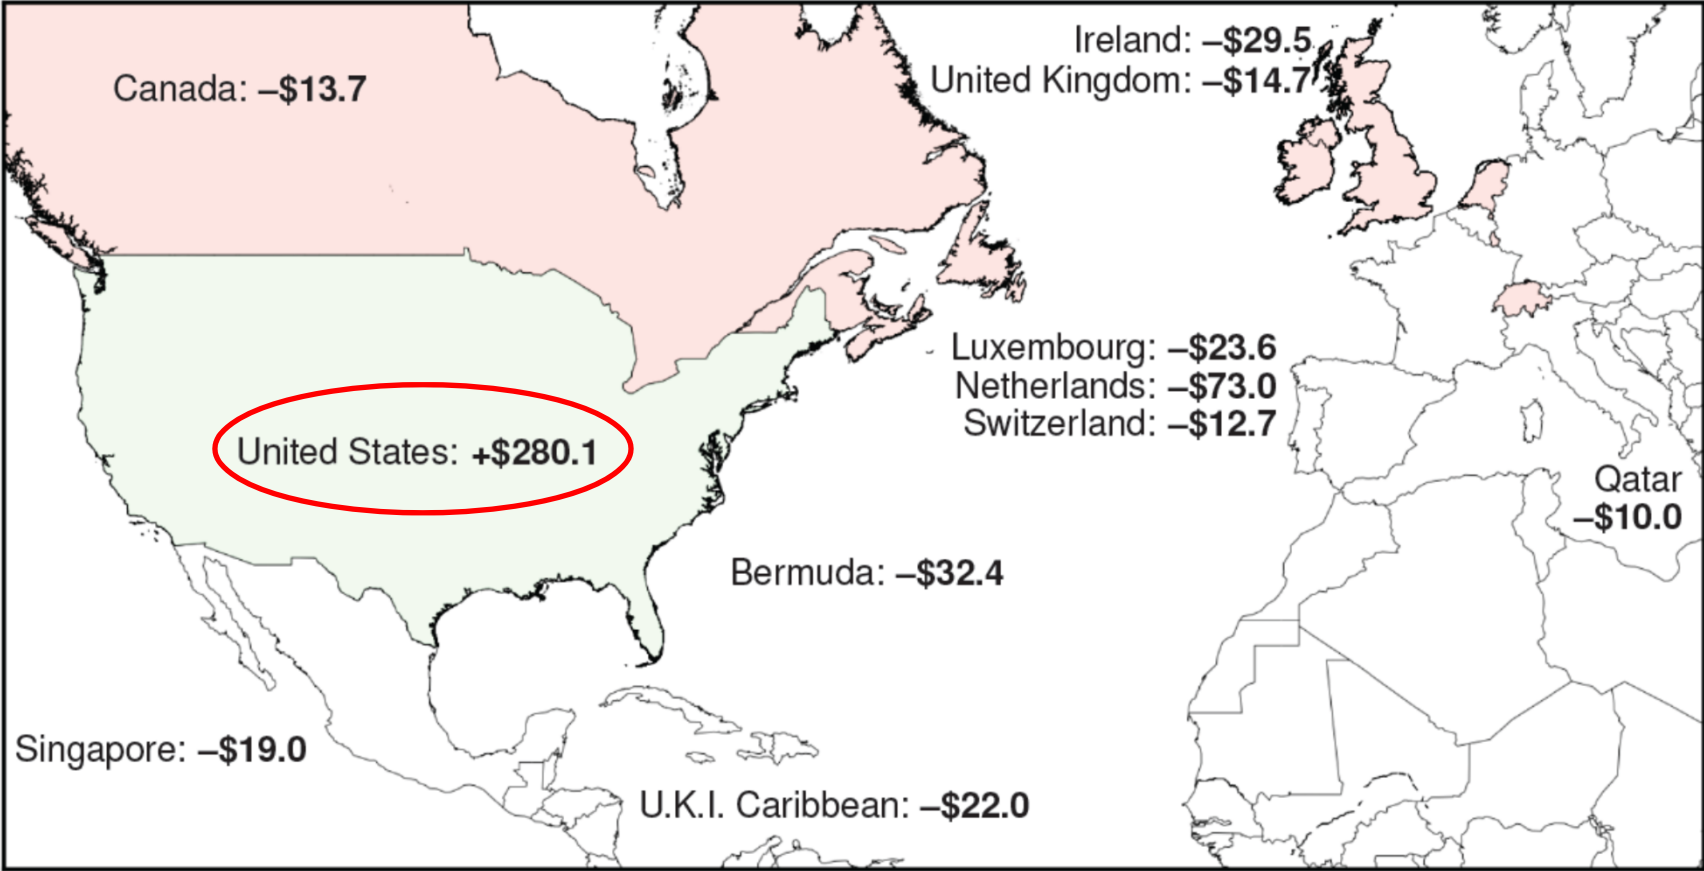 Ireland: –$29.5
United Kingdom: –$14.7
Canada: –$13.7
Luxembourg: –$23.6
Netherlands: –$73.0
Switzerland: –$12.7
United States: +$280.1
Qatar
–$10.0
Bermuda: –$32.4
Singapore: –$19.0
U.K.I. Caribbean: –$22.0